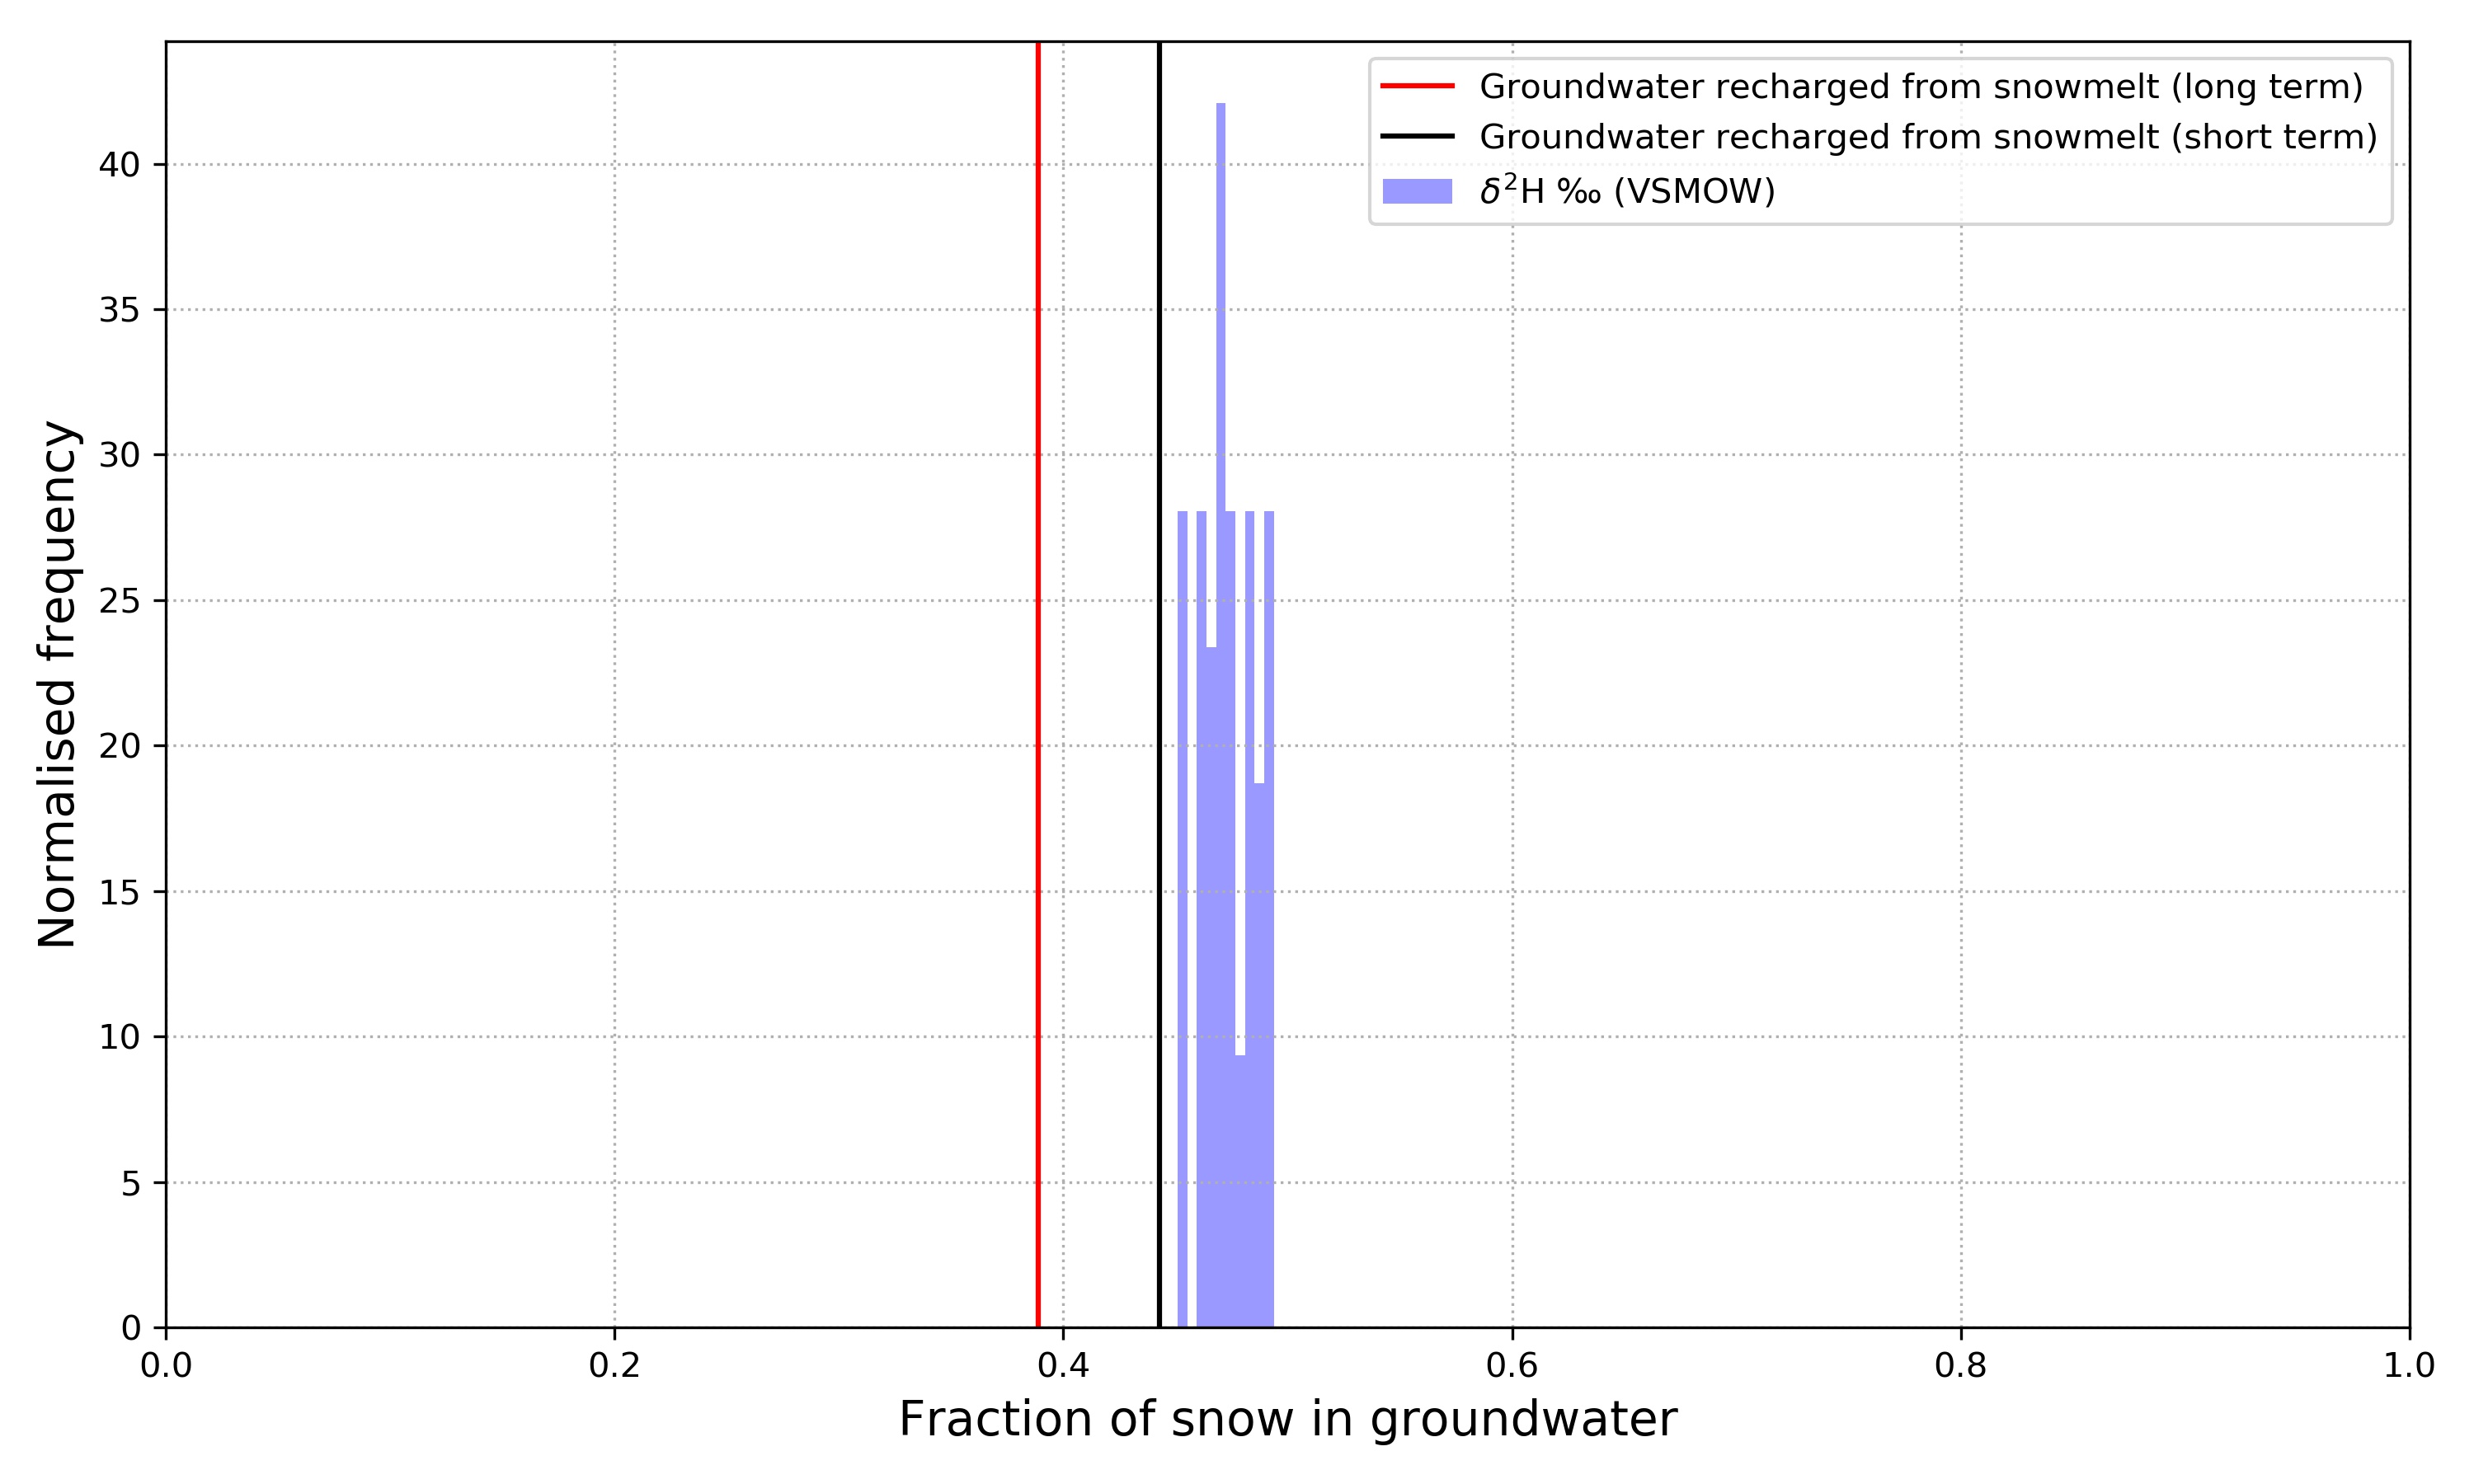 Groundwater recharged from snowmelt (long term)
Groundwater recharged from snowmelt (short term)
δ²H ‰ (VSMOW)
Normalised frequency
40
35
30
25
20
15
10
5
0
0.0 0.2 0.4 0.6 0.8 1.0
Fraction of snow in groundwater